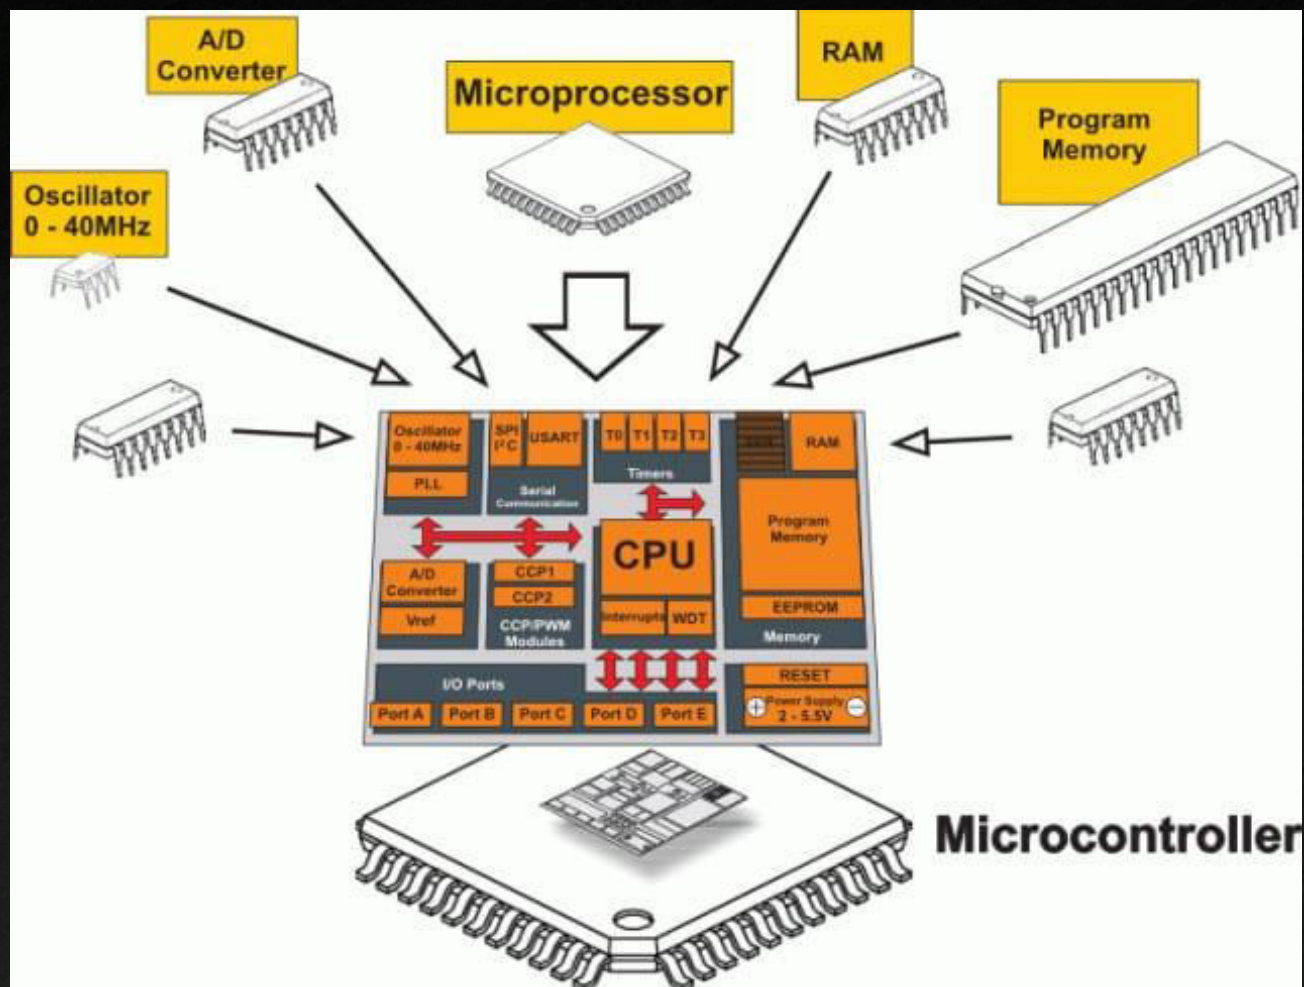 A/D
Converter
Microprocessor
RAM
Program
Memory
Oscillator
0 - 40MHz
Oscillator
0 - 40MHz
PLL
SPI
I²C
USART
Serial
Communication
T0 T1 T2 T3
Timers
RAM
Program
Memory
EEPROM
Memory
A/D
Converter
Vref
CCP1
CCP2
CCP/PWM
Modules
CPU
Interrupts
WDT
I/O Ports
Port A Port B Port C Port D Port E
RESET
+ Power Supply −
2 - 5.5V
Microcontroller